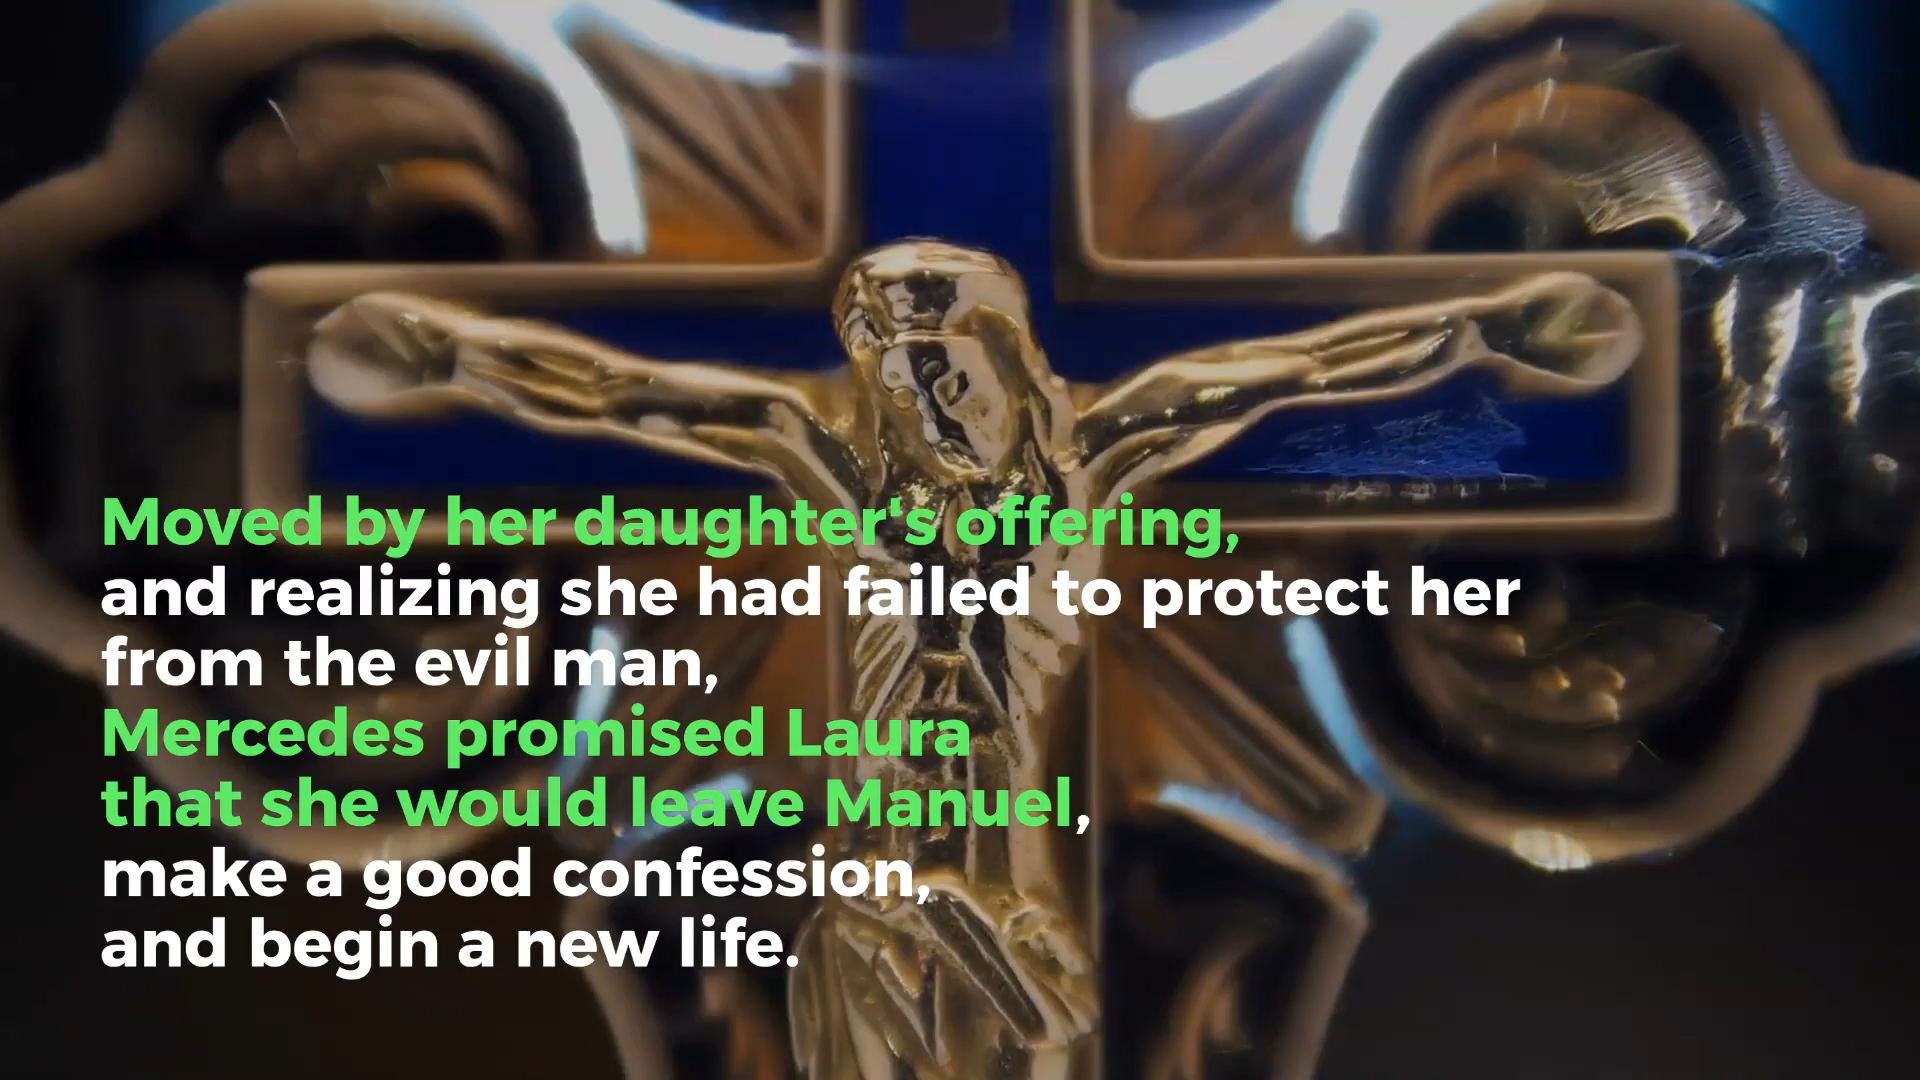 Moved by her daughter's offering,
and realizing she had failed to protect her
from the evil man,
Mercedes promised Laura
that she would leave Manuel,
make a good confession,
and begin a new life.